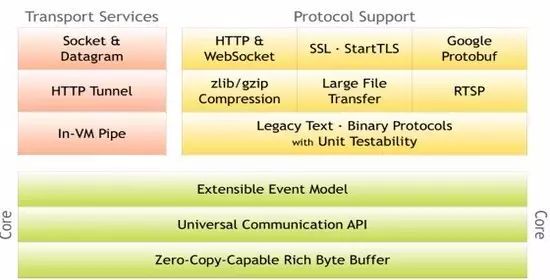 Transport Services
Socket &
Datagram
HTTP Tunnel
In-VM Pipe
Protocol Support
HTTP &
WebSocket
SSL · StartTLS
Google
Protobuf
zlib/gzip
Compression
Large File
Transfer
RTSP
Legacy Text · Binary Protocols
with Unit Testability
Core
Extensible Event Model
Universal Communication API
Zero-Copy-Capable Rich Byte Buffer
Core